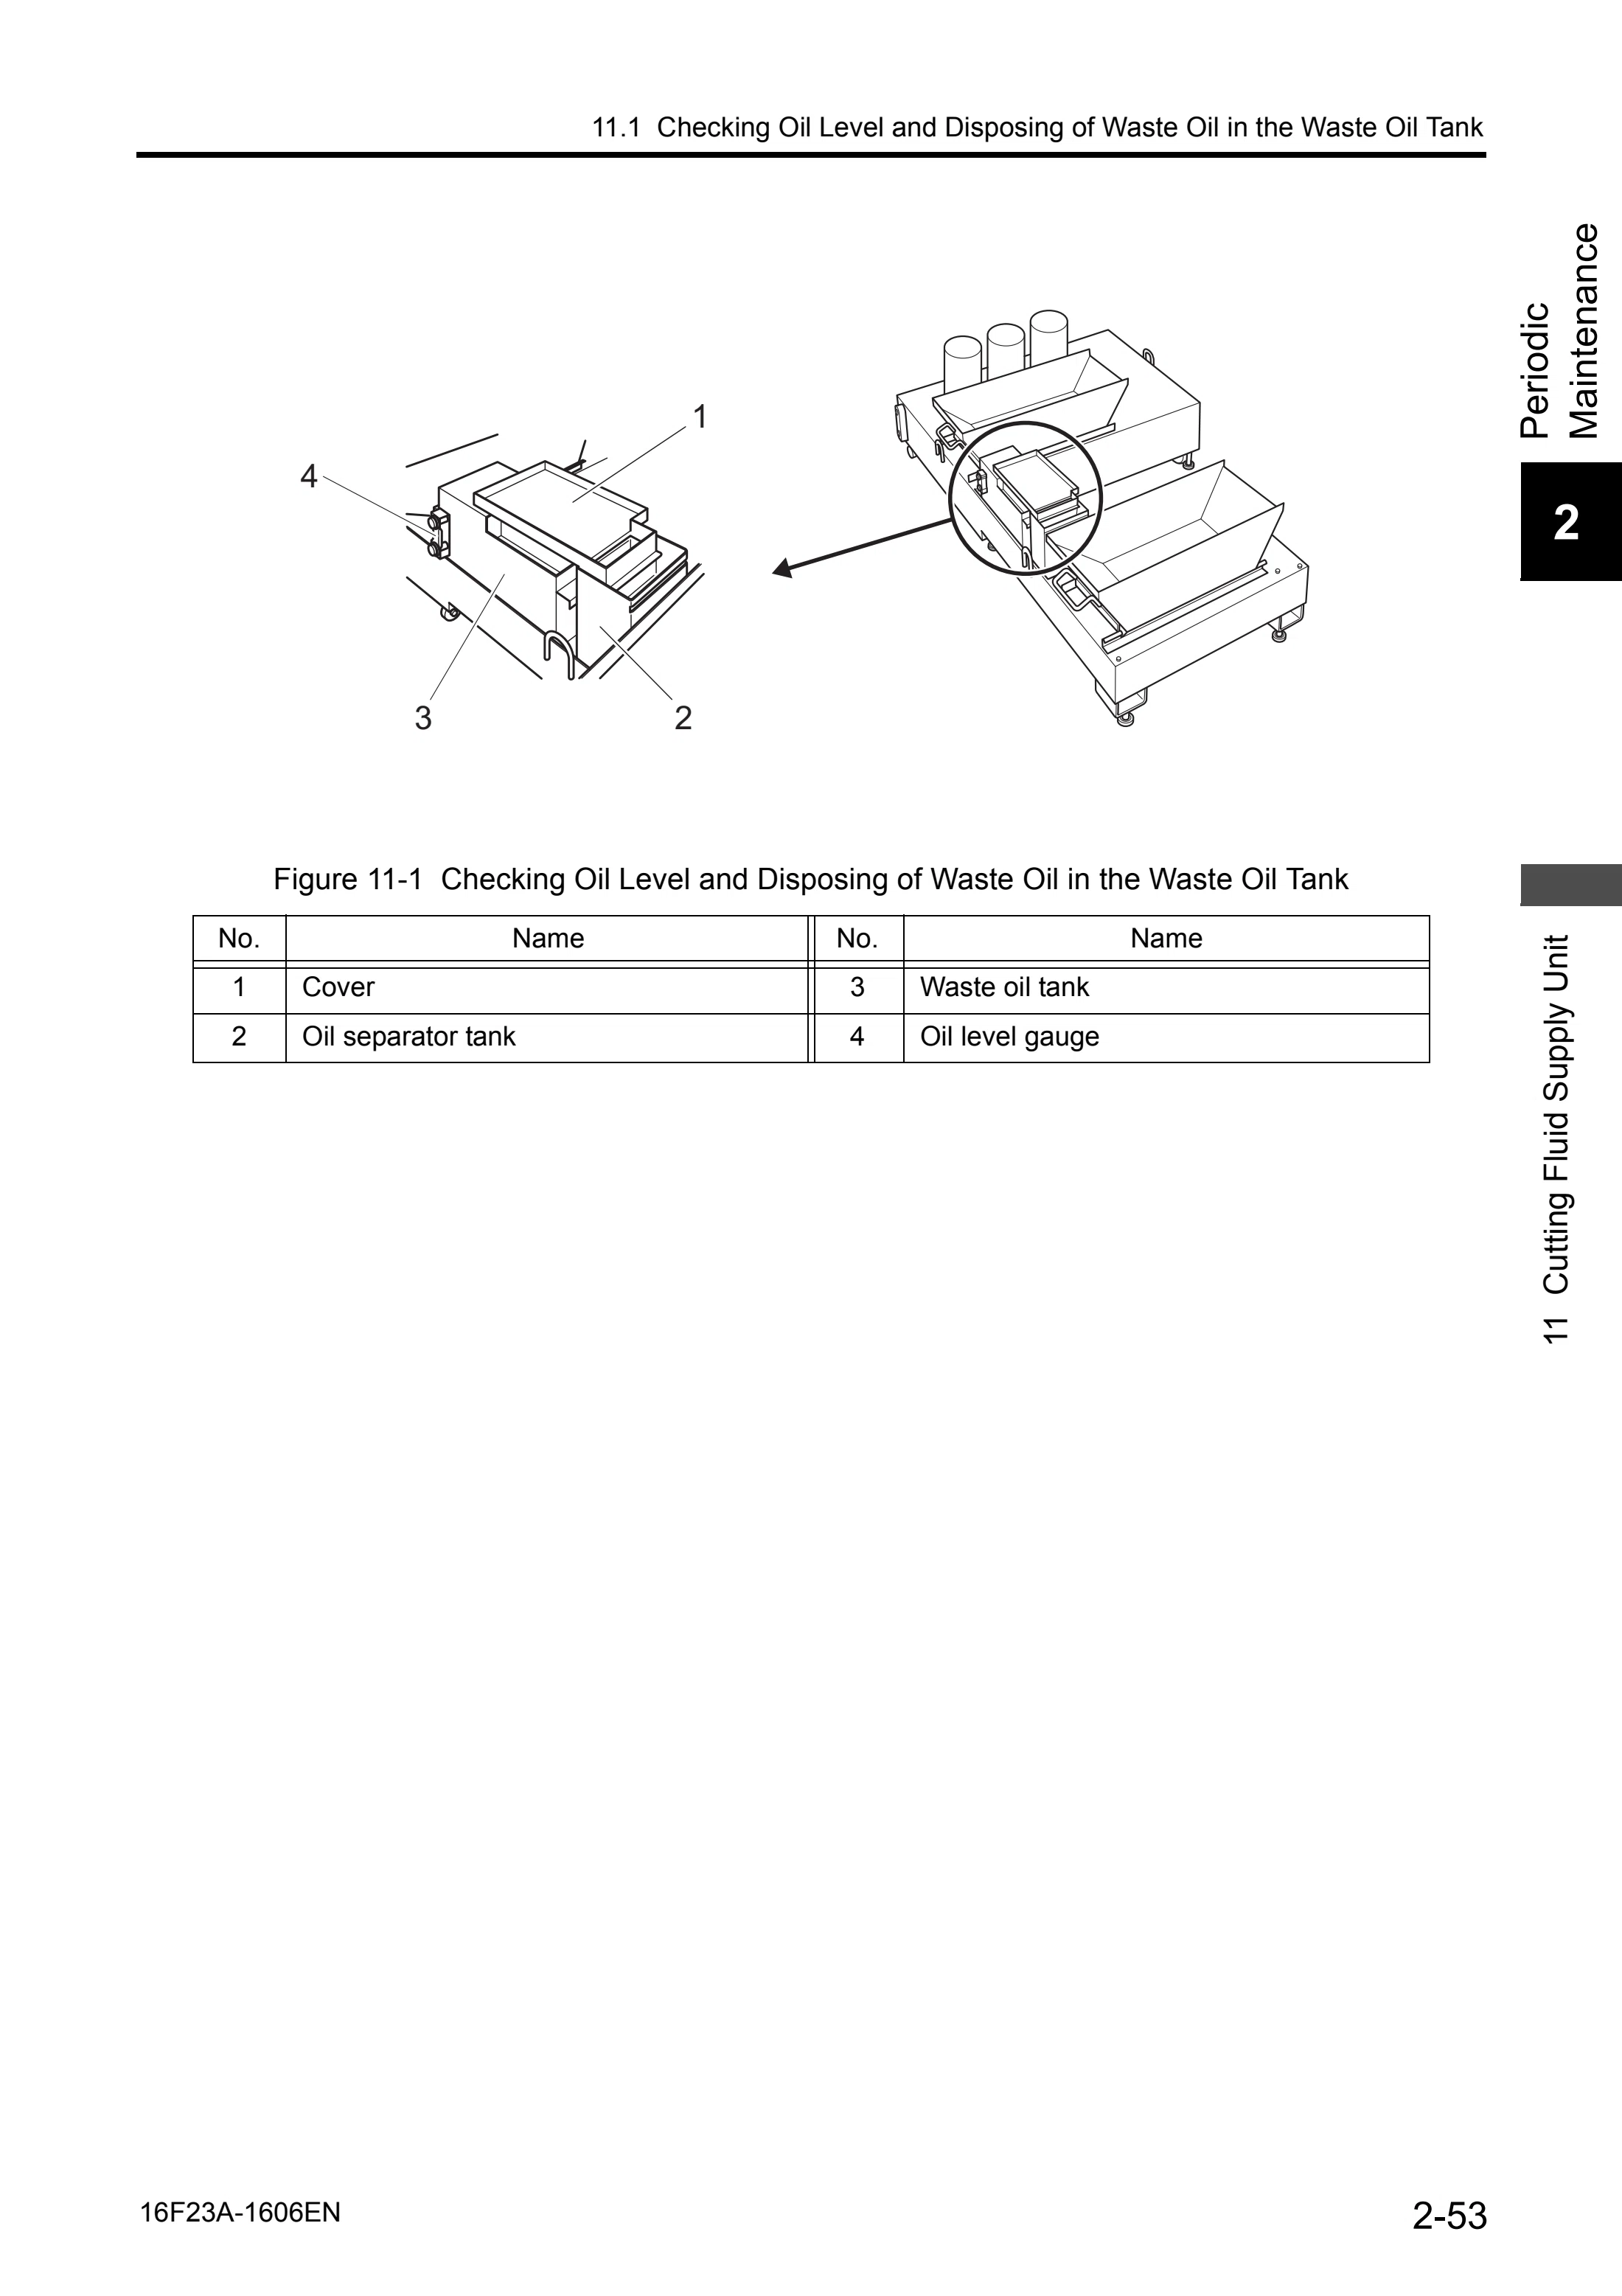 11.1 Checking Oil Level and Disposing of Waste Oil in the Waste Oil Tank
Periodic
Maintenance
2
1
4
3
2
Figure 11-1 Checking Oil Level and Disposing of Waste Oil in the Waste Oil Tank
No. Name No. Name
1 Cover 3 Waste oil tank
2 Oil separator tank 4 Oil level gauge
11 Cutting Fluid Supply Unit
16F23A-1606EN
2-53